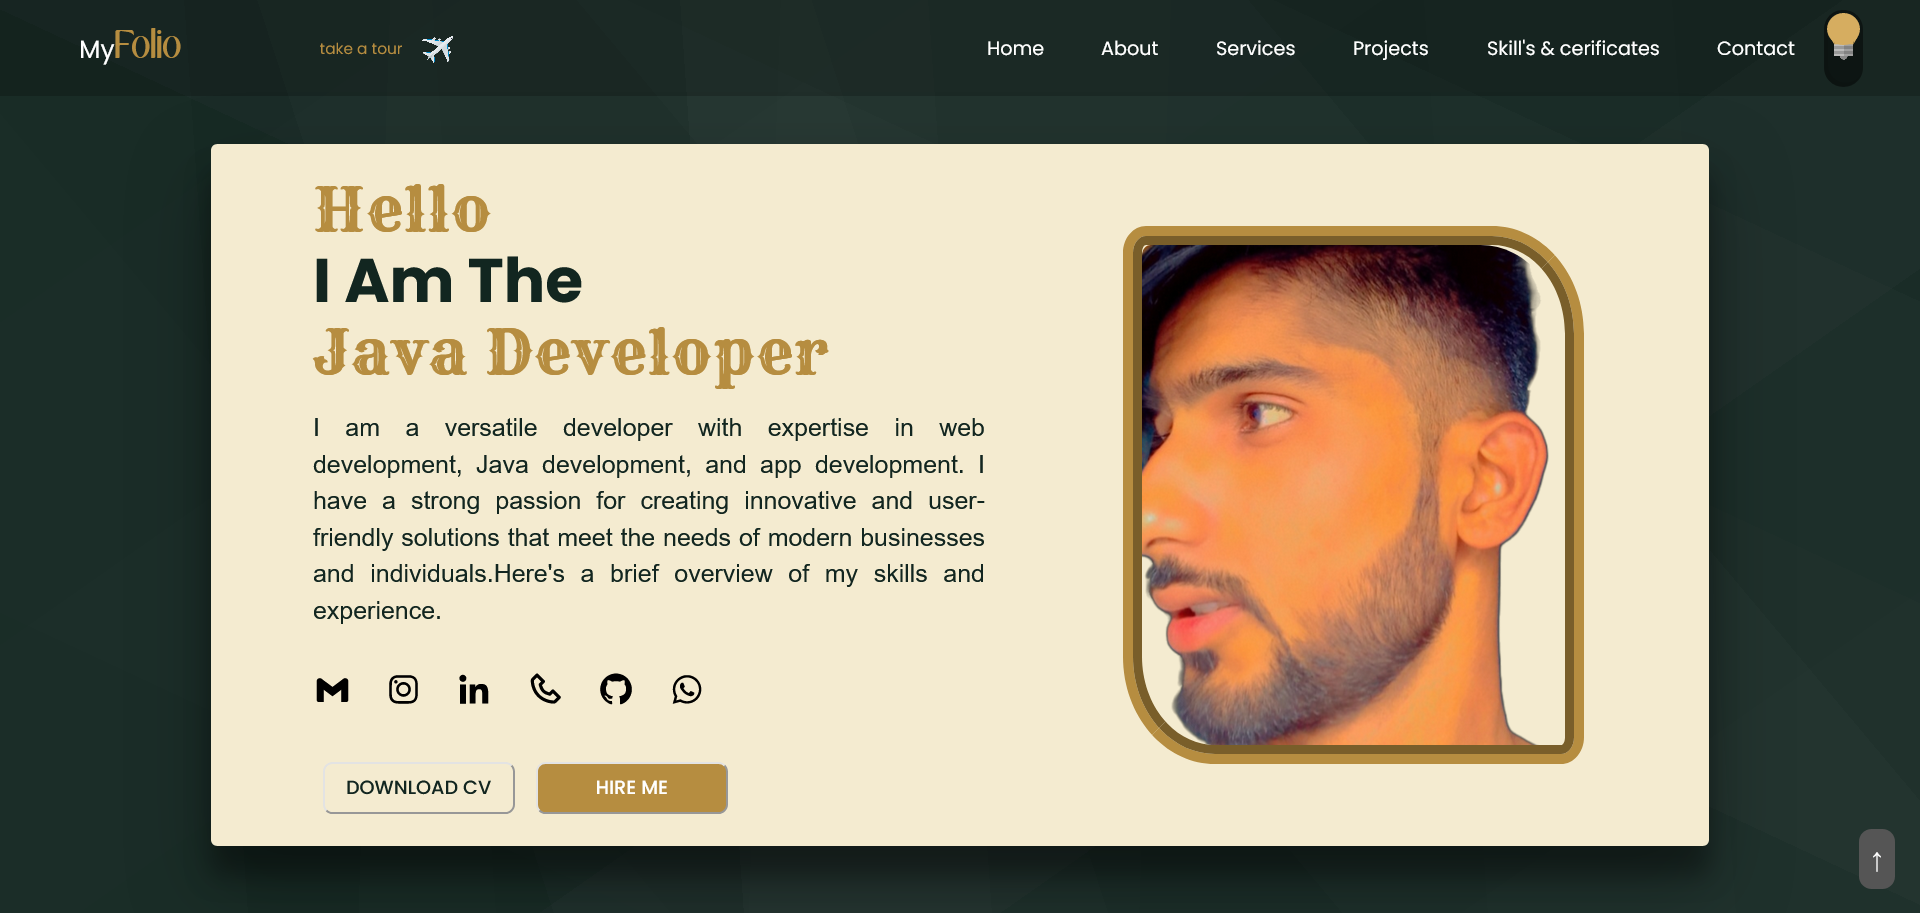 MyFolio
take a tour
Home
About
Services
Projects
Skill's & cerificates
Contact
Hello
I Am The
Java Developer
I am a versatile developer with expertise in web
development, Java development, and app development. I
have a strong passion for creating innovative and user-
friendly solutions that meet the needs of modern businesses
and individuals.Here's a brief overview of my skills and
experience.
DOWNLOAD CV
HIRE ME